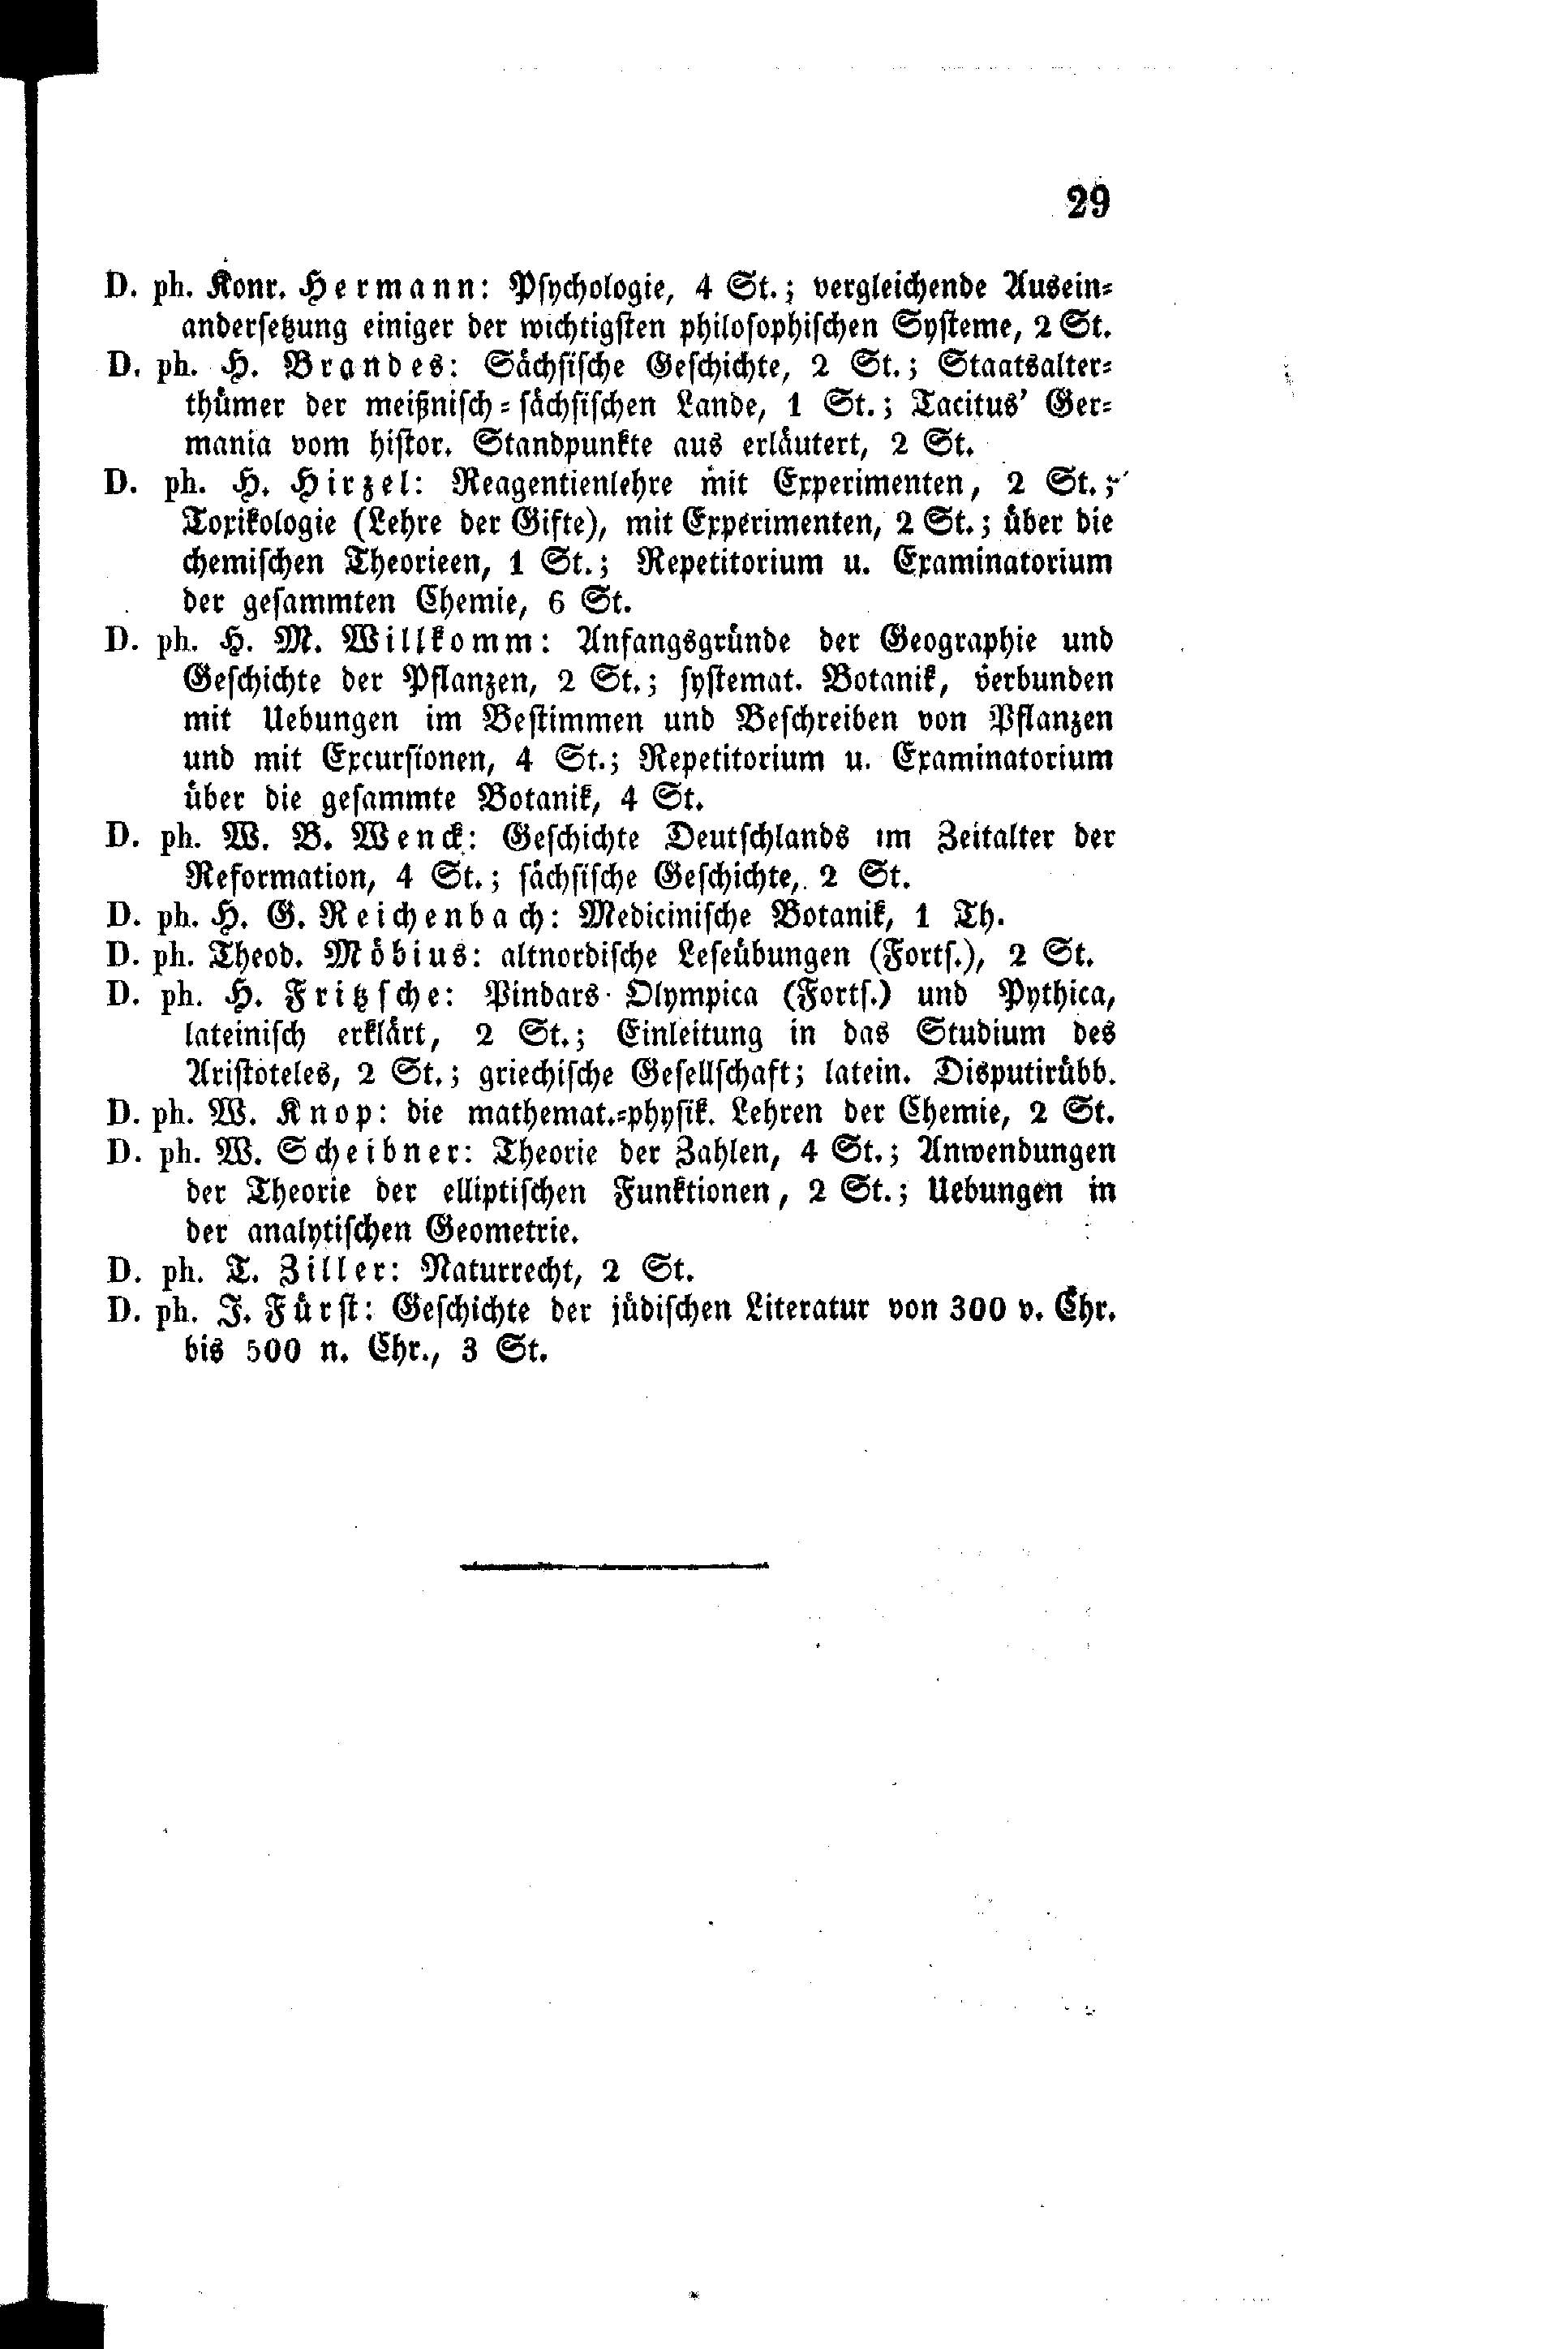 29
D. ph. Konr. Hermann: Psychologie, 4 St.; vergleichende Ausein-
andersetzung einiger der wichtigsten philosophischen Systeme, 2 St.
D. ph. H. Brandes: Sächsische Geschichte, 2 St.; Staatsalter-
thümer der meißnisch-sächsischen Lande, 1 St.; Tacitus' Ger-
mania vom histor. Standpunkte aus erläutert, 2 St.
D. ph. H. Hirzel: Reagentienlehre mit Experimenten, 2 St.;
Toxikologie (Lehre der Gifte), mit Experimenten, 2 St.; über die
chemischen Theorieen, 1 St.; Repetitorium u. Examinatorium
der gesammten Chemie, 6 St.
D. ph. H. M. Willkomm: Anfangsgründe der Geographie und
Geschichte der Pflanzen, 2 St.; systemat. Botanik, verbunden
mit Uebungen im Bestimmen und Beschreiben von Pflanzen
und mit Excursionen, 4 St.; Repetitorium u. Examinatorium
über die gesammte Botanik, 4 St.
D. ph. W. B. Wenck: Geschichte Deutschlands im Zeitalter der
Reformation, 4 St.; sächsische Geschichte, 2 St.
D. ph. H. G. Reichenbach: Medicinische Botanik, 1 Th.
D. ph. Theod. Möbius: altnordische Leseübungen (Forts.), 2 St.
D. ph. H. Fritzsche: Pindars Olympica (Forts.) und Pythica,
lateinisch erklärt, 2 St.; Einleitung in das Studium des
Aristoteles, 2 St.; griechische Gesellschaft; latein. Disputirübb.
D. ph. W. Knop: die mathemat.-physik. Lehren der Chemie, 2 St.
D. ph. W. Scheibner: Theorie der Zahlen, 4 St.; Anwendungen
der Theorie der elliptischen Funktionen, 2 St.; Uebungen in
der analytischen Geometrie.
D. ph. T. Ziller: Naturrecht, 2 St.
D. ph. J. Fürst: Geschichte der jüdischen Literatur von 300 v. Chr.
bis 500 n. Chr., 3 St.